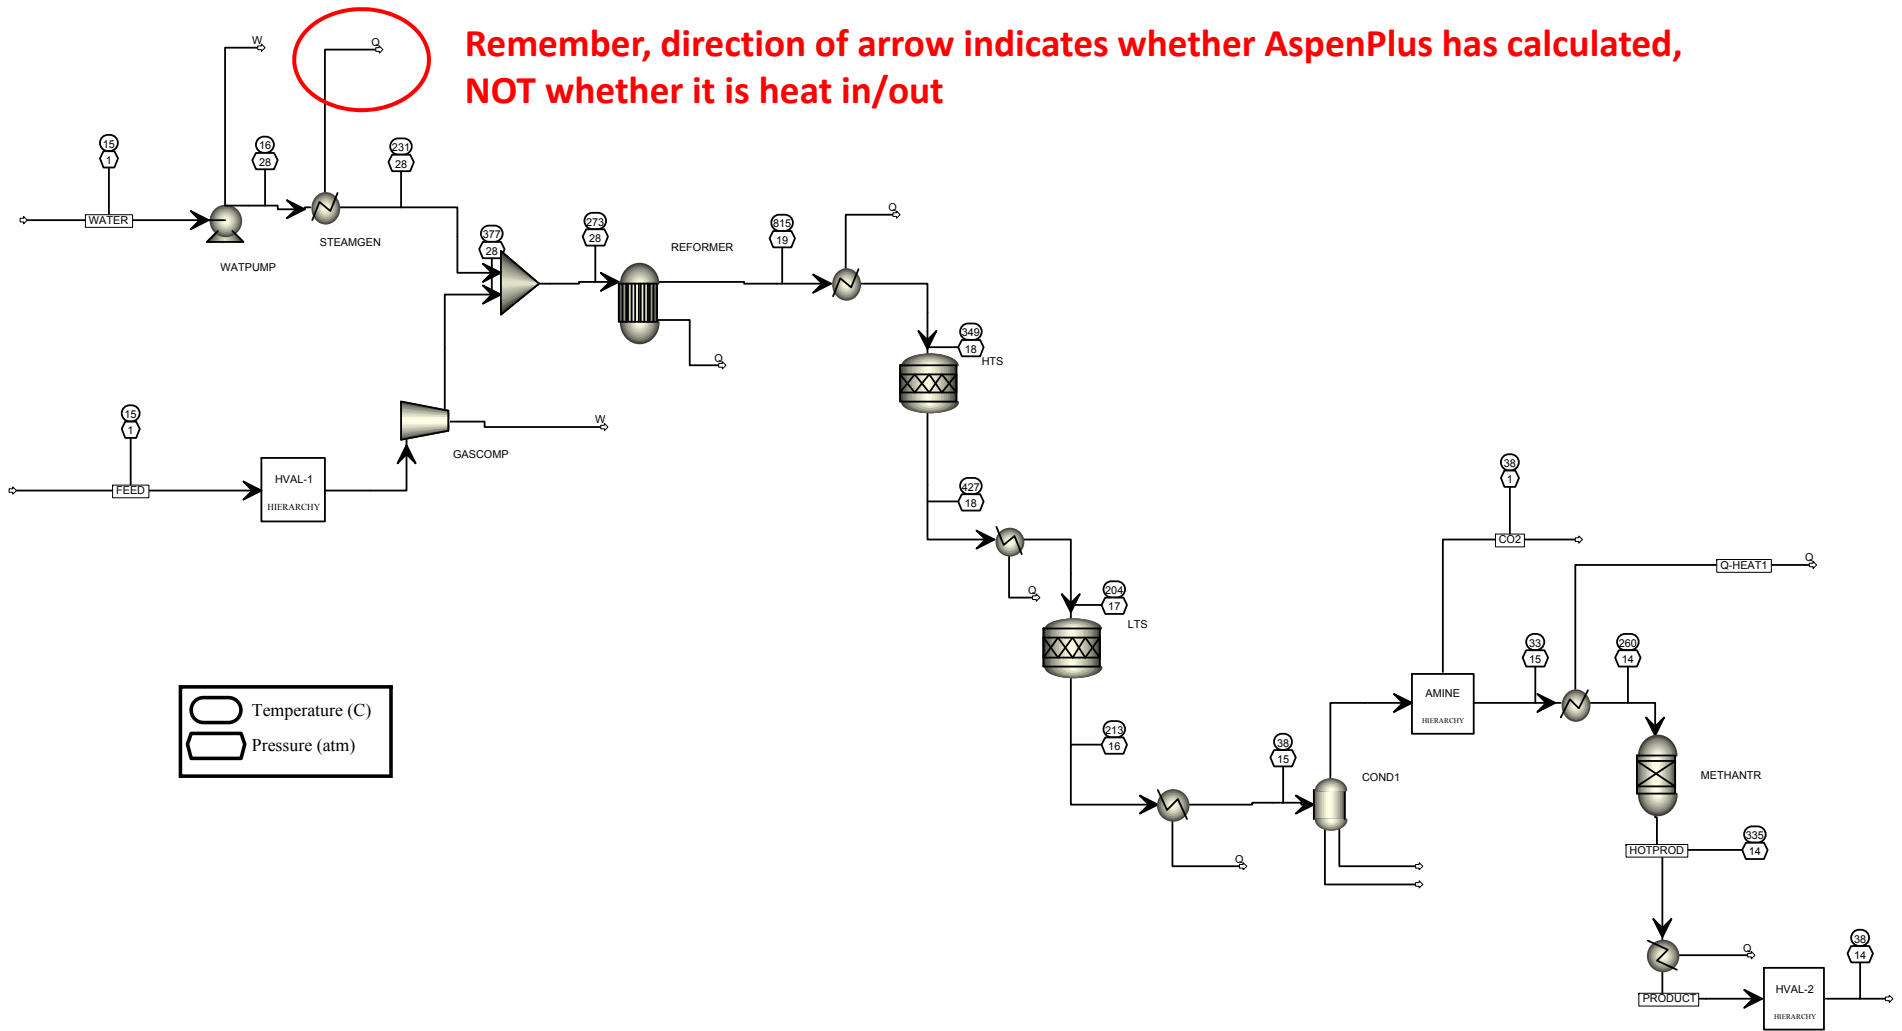 Remember, direction of arrow indicates whether AspenPlus has calculated,
NOT whether it is heat in/out
W
Q
15
1
16
28
231
28
WATER
STEAMGEN
WATPUMP
377
28
273
28
REFORMER
815
19
Q
Q
349
18
HTS
15
1
FEED
HVAL-1
HIERARCHY
GASCOMP
W
427
18
Q
204
17
LTS
38
1
CO2
Q-HEAT1
Q
33
15
260
14
AMINE
HIERARCHY
METHANTR
213
16
38
15
COND1
Q
Temperature (C)
Pressure (atm)
HOTPROD
335
14
Q
38
14
PRODUCT
HVAL-2
HIERARCHY